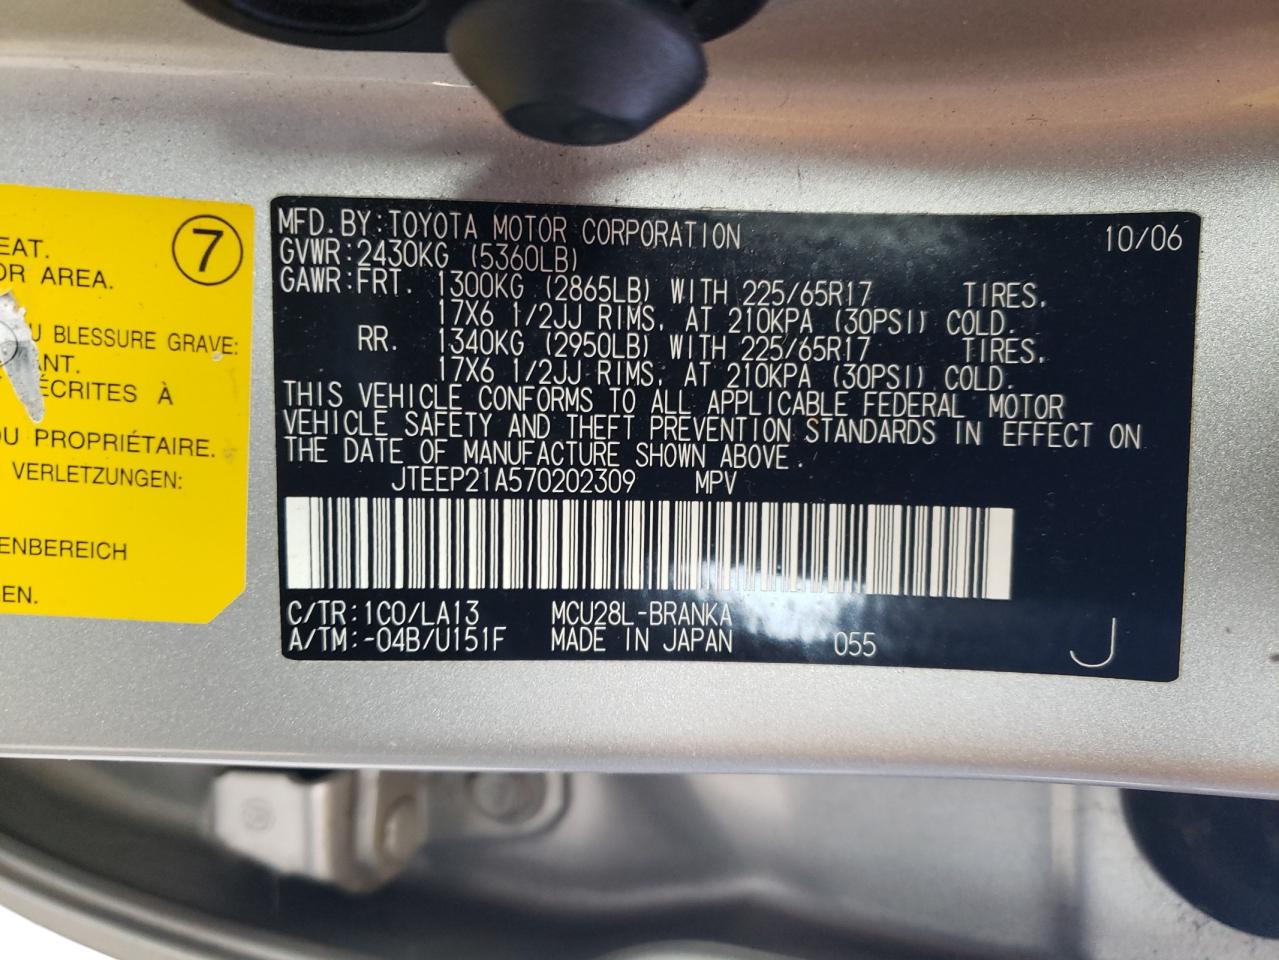 7
EAT.
OR AREA.
U BLESSURE GRAVE:
ANT.
ÉCRITES À
OU PROPRIÉTAIRE.
VERLETZUNGEN:
ENBEREICH
EN.
MFD.BY:TOYOTA MOTOR CORPORATION 10/06
GVWR:2430KG (5360LB)
GAWR:FRT. 1300KG (2865LB) WITH 225/65R17 TIRES,
17X6 1/2JJ RIMS, AT 210KPA (30PSI) COLD.
RR. 1340KG (2950LB) WITH 225/65R17 TIRES,
17X6 1/2JJ RIMS, AT 210KPA (30PSI) COLD.
THIS VEHICLE CONFORMS TO ALL APPLICABLE FEDERAL MOTOR
VEHICLE SAFETY AND THEFT PREVENTION STANDARDS IN EFFECT ON
THE DATE OF MANUFACTURE SHOWN ABOVE.
JTEEP21A570202309 MPV
C/TR:1C0/LA13 MCU28L-BRANKA
A/TM:-04B/U151F MADE IN JAPAN 055 J